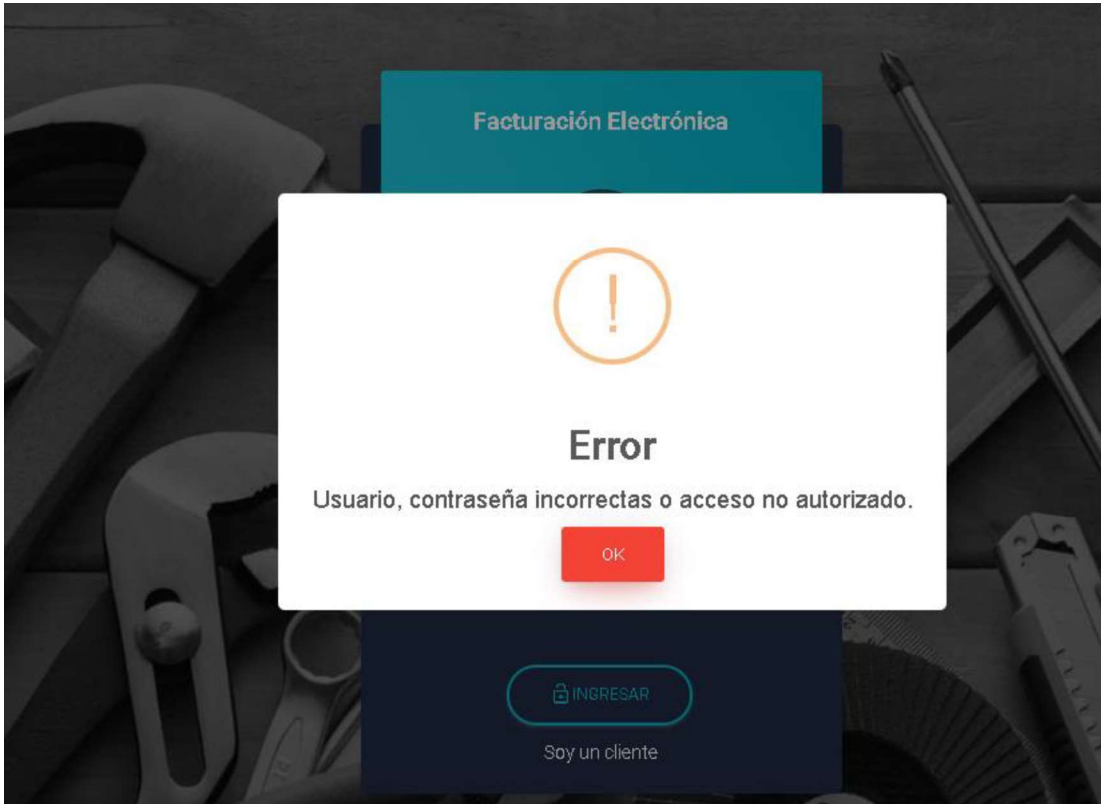 Facturación Electrónica
!
Error
Usuario, contraseña incorrectas o acceso no autorizado.
OK
INGRESAR
Soy un cliente